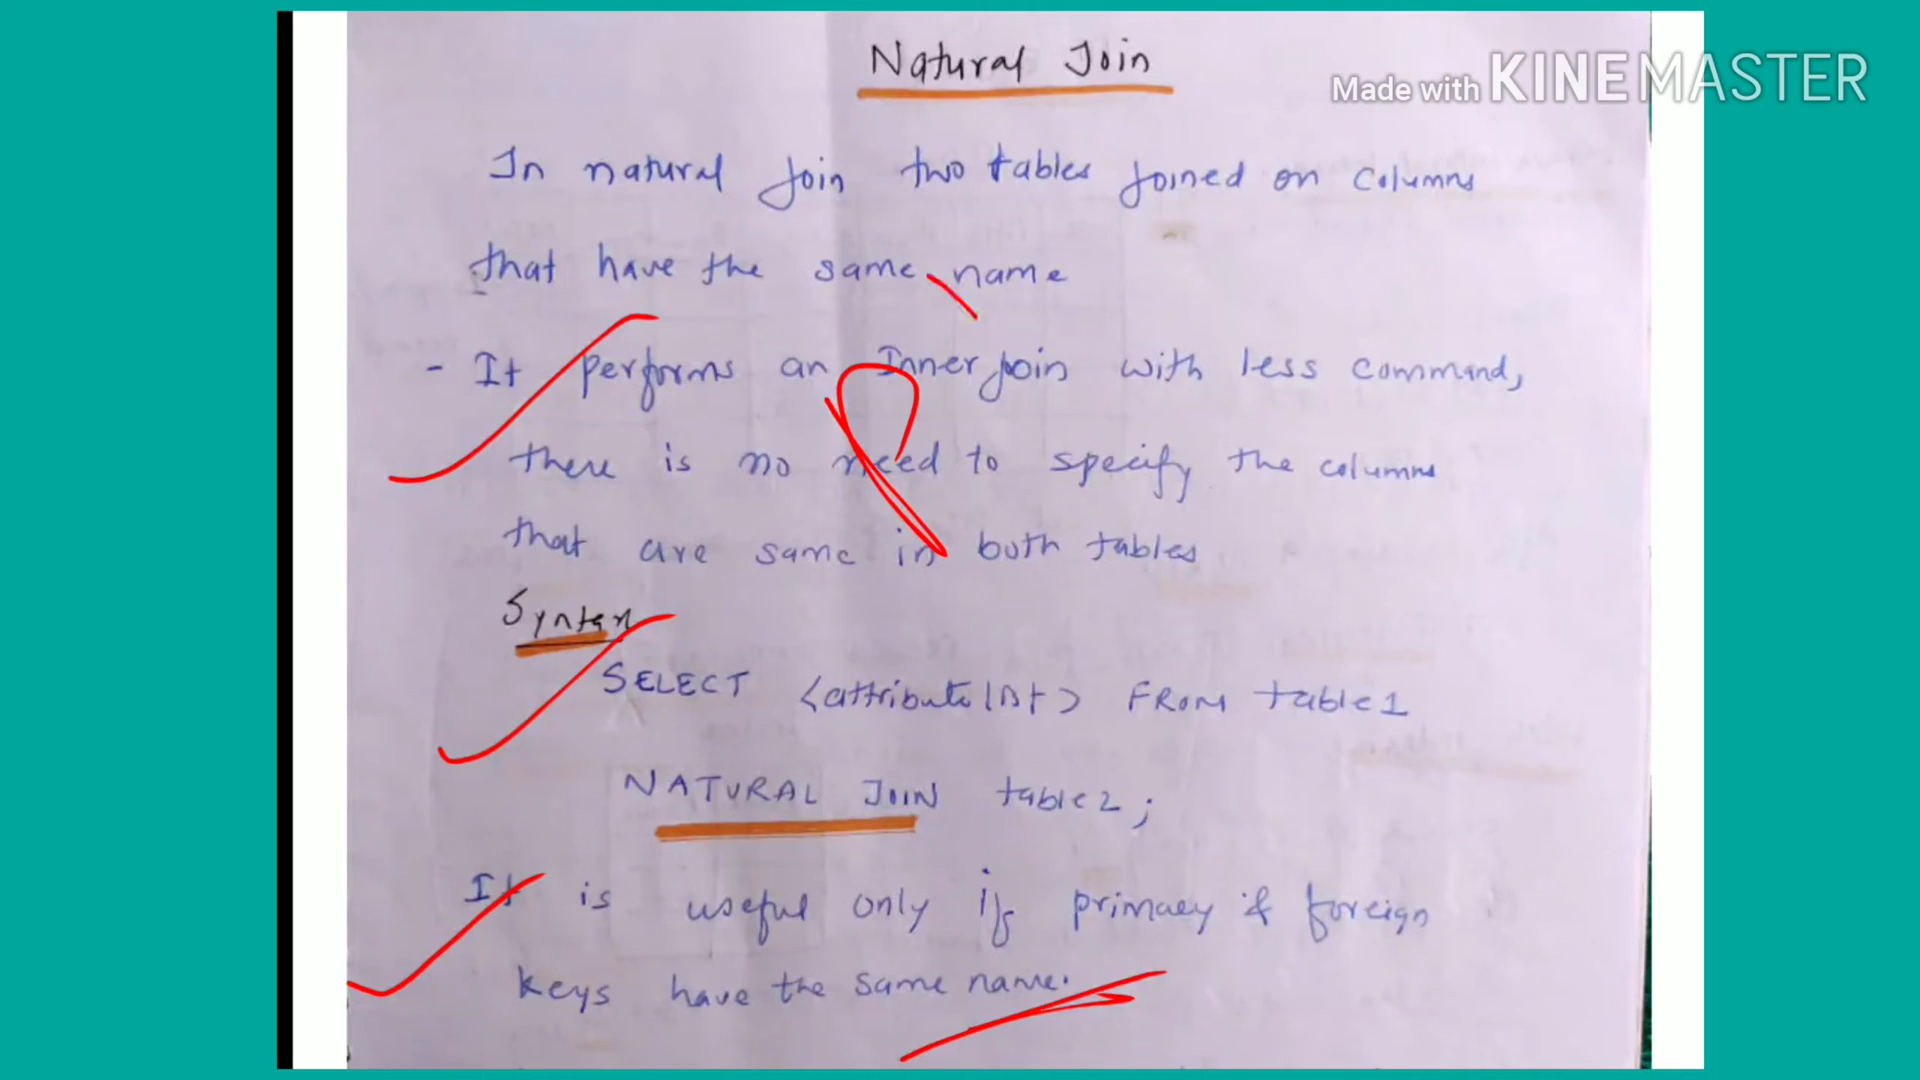 Natural Join
Made with KINEMASTER
In natural join two tables joined on columns
that have the same name
- It performs an Inner join with less command,
there is no need to specify the columns
that are same in both tables
Syntax
SELECT <attribute list> FROM table1
NATURAL JOIN table2;
It is useful only if primary & foreign
keys have the same name.